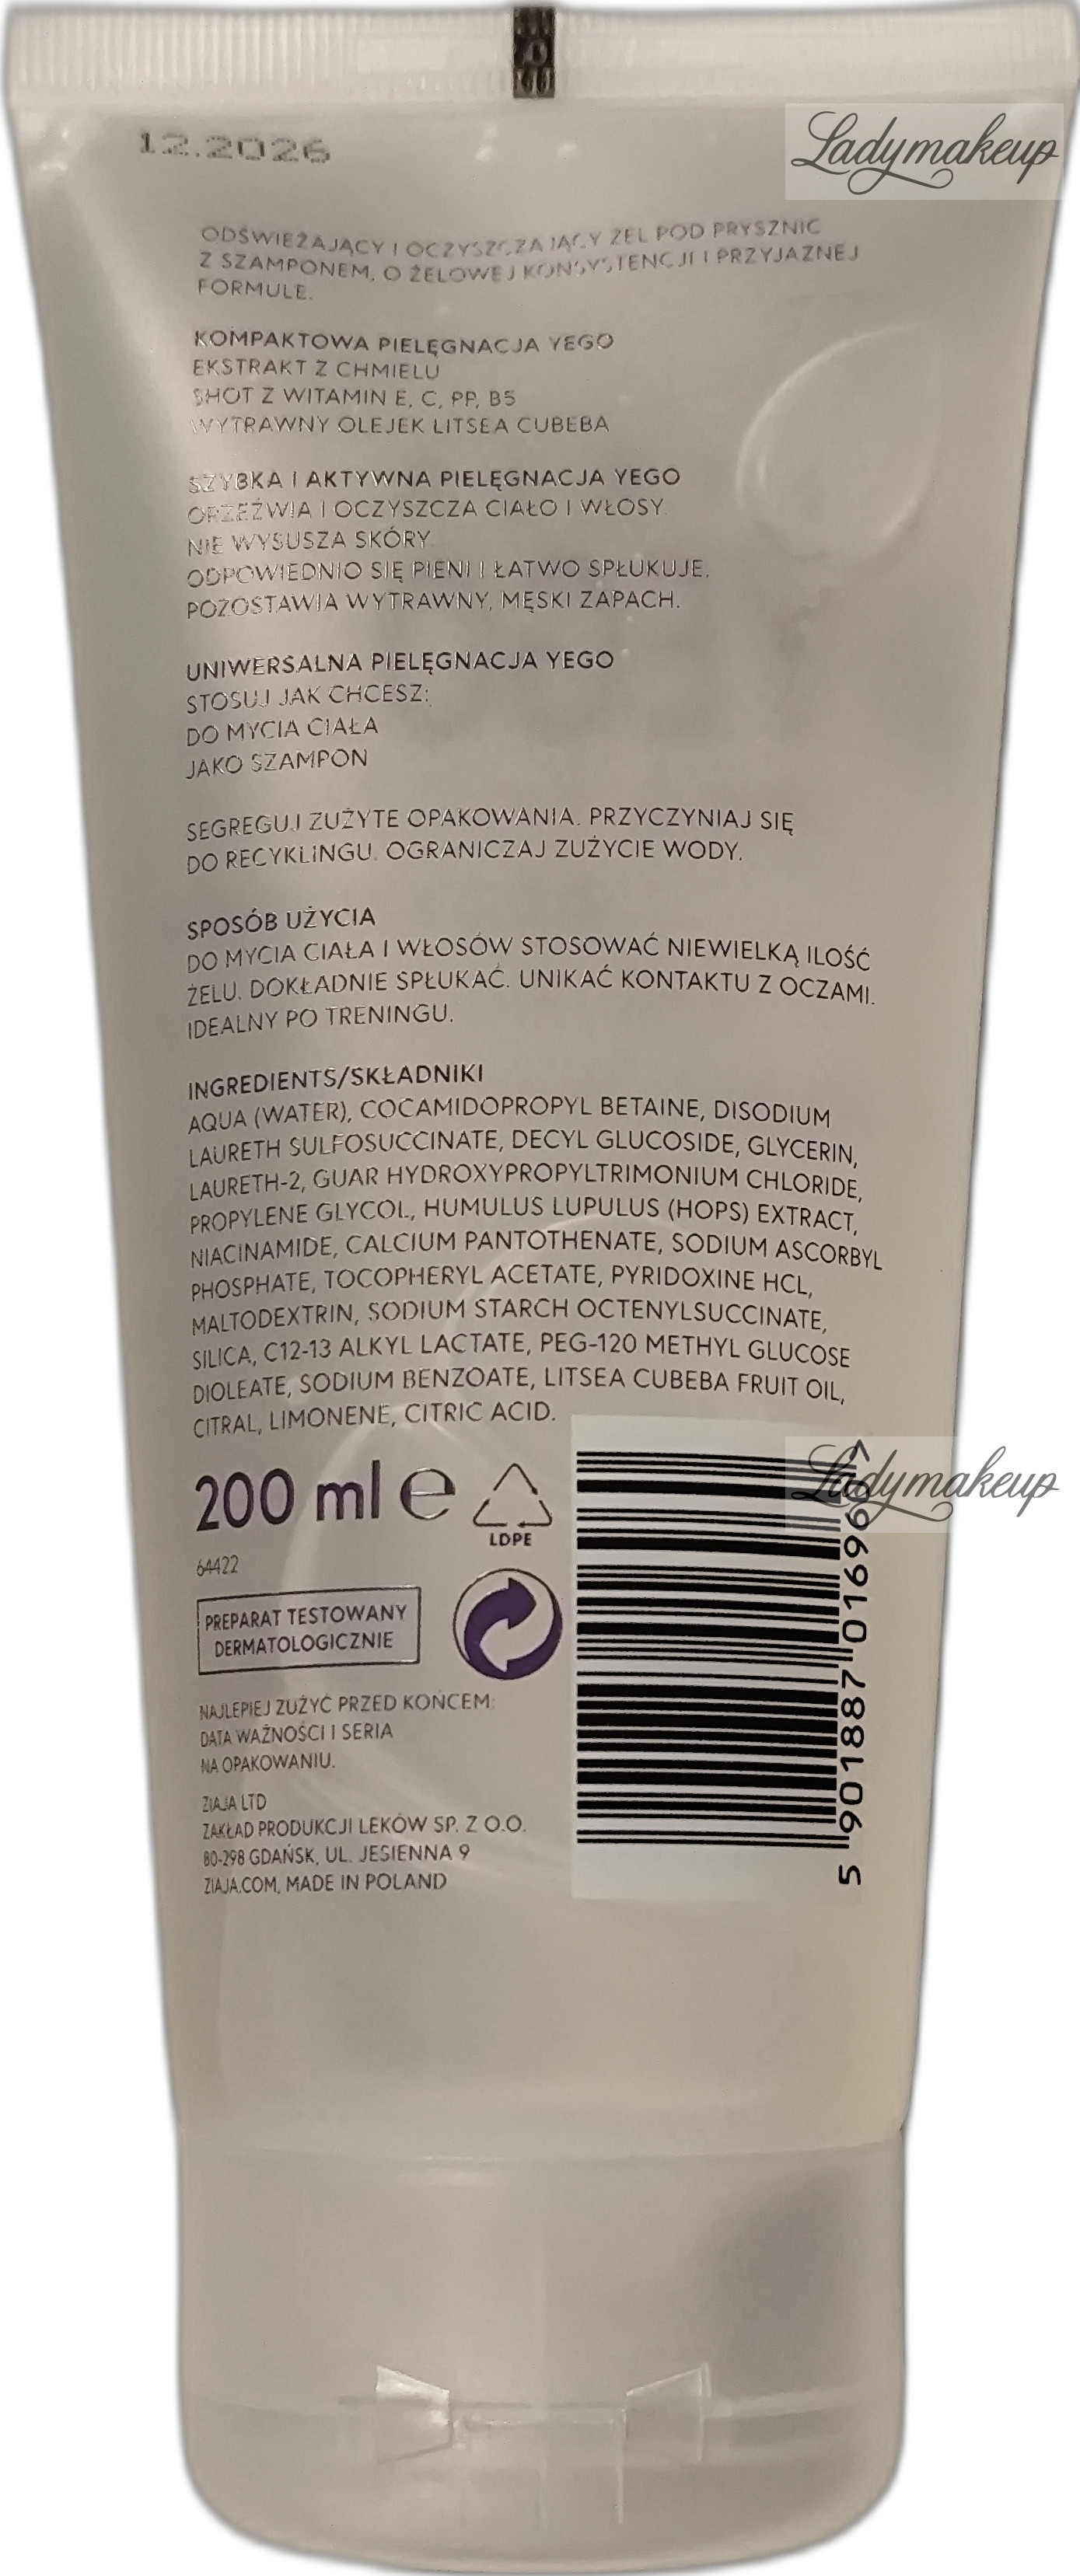 12.2026
Ladymakeup
ODŚWIEŻAJĄCY I OCZYSZCZAJĄCY ŻEL POD PRYSZNIC
Z SZAMPONEM, O ŻELOWEJ KONSYSTENCJI I PRZYJAZNEJ
FORMULE.
KOMPAKTOWA PIELĘGNACJA YEGO
EKSTRAKT Z CHMIELU
SHOT Z WITAMIN E, C, PP, B5
WYTRAWNY OLEJEK LITSEA CUBEBA
SZYBKA I AKTYWNA PIELĘGNACJA YEGO
ORZEŹWIA I OCZYSZCZA CIAŁO I WŁOSY.
NIE WYSUSZA SKÓRY.
ODPOWIEDNIO SIĘ PIENI I ŁATWO SPŁUKUJE.
POZOSTAWIA WYTRAWNY, MĘSKI ZAPACH.
UNIWERSALNA PIELĘGNACJA YEGO
STOSUJ JAK CHCESZ:
DO MYCIA CIAŁA
JAKO SZAMPON
SEGREGUJ ZUŻYTE OPAKOWANIA. PRZYCZYNIAJ SIĘ
DO RECYKLINGU. OGRANICZAJ ZUŻYCIE WODY.
SPOSÓB UŻYCIA
DO MYCIA CIAŁA I WŁOSÓW STOSOWAĆ NIEWIELKĄ ILOŚĆ
ŻELU. DOKŁADNIE SPŁUKAĆ. UNIKAĆ KONTAKTU Z OCZAMI.
IDEALNY PO TRENINGU.
INGREDIENTS/SKŁADNIKI
AQUA (WATER), COCAMIDOPROPYL BETAINE, DISODIUM
LAURETH SULFOSUCCINATE, DECYL GLUCOSIDE, GLYCERIN,
LAURETH-2, GUAR HYDROXYPROPYLTRIMONIUM CHLORIDE,
PROPYLENE GLYCOL, HUMULUS LUPULUS (HOPS) EXTRACT,
NIACINAMIDE, CALCIUM PANTOTHENATE, SODIUM ASCORBYL
PHOSPHATE, TOCOPHERYL ACETATE, PYRIDOXINE HCL,
MALTODEXTRIN, SODIUM STARCH OCTENYLSUCCINATE,
SILICA, C12-13 ALKYL LACTATE, PEG-120 METHYL GLUCOSE
DIOLEATE, SODIUM BENZOATE, LITSEA CUBEBA FRUIT OIL,
CITRAL, LIMONENE, CITRIC ACID.
200 ml e
LDPE
64422
PREPARAT TESTOWANY
DERMATOLOGICZNIE
NAJLEPIEJ ZUŻYĆ PRZED KOŃCEM:
DATA WAŻNOŚCI I SERIA
NA OPAKOWANIU.
ZIAJA LTD
ZAKŁAD PRODUKCJI LEKÓW SP. Z O.O.
80-298 GDAŃSK, UL. JESIENNA 9
ZIAJA.COM, MADE IN POLAND
Ladymakeup